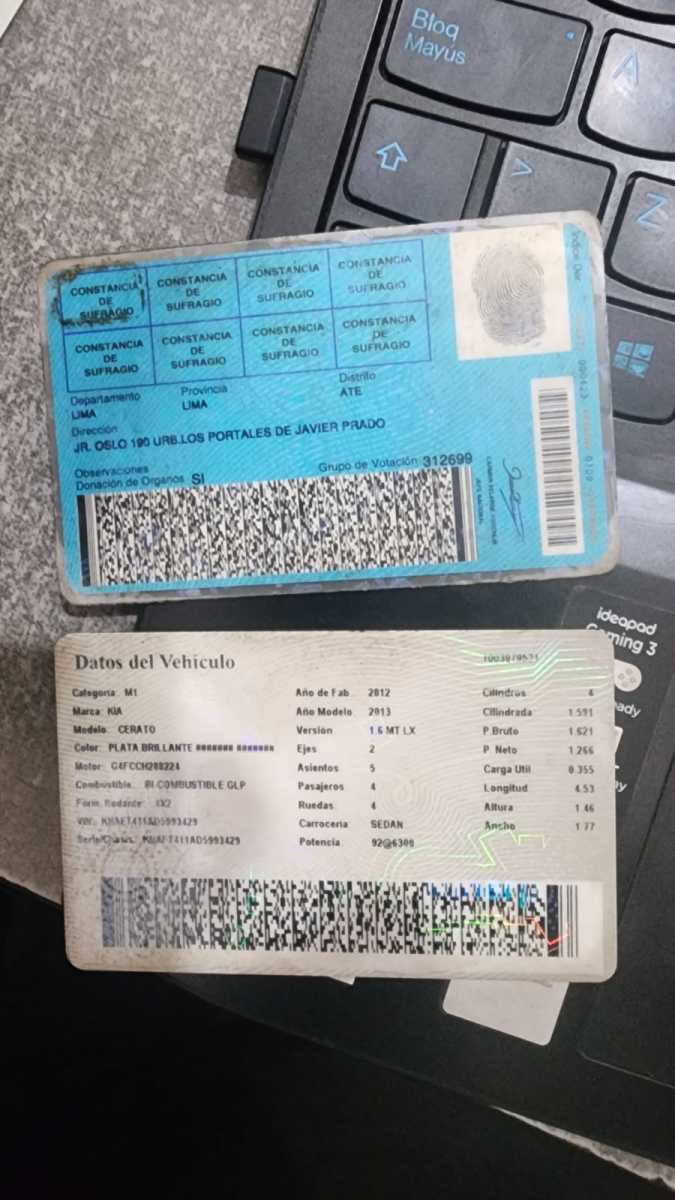 Bloq
Mayús
A
Z
>
CONSTANCIA DE SUFRAGIO
CONSTANCIA DE SUFRAGIO
CONSTANCIA DE SUFRAGIO
CONSTANCIA DE SUFRAGIO
CONSTANCIA DE SUFRAGIO
CONSTANCIA DE SUFRAGIO
CONSTANCIA DE SUFRAGIO
CONSTANCIA DE SUFRAGIO
Departamento Provincia Distrito
LIMA LIMA ATE
Dirección
JR. OSLO 190 URB.LOS PORTALES DE JAVIER PRADO
Observaciones
Donación de Organos SI Grupo de Votación 312699
ideapad
Gaming 3
Datos del Vehículo
Categoria: M1 Año de Fab. 2012 Cilindros 4
Marca: KIA Año Modelo 2013 Cilindrada 1.591
Modelo: CERATO Versión 1.6 MT LX P.Bruto 1.621
Color: PLATA BRILLANTE ******* ******* Ejes 2 P. Neto 1.266
Motor: G4FCCH288224 Asientos 5 Carga Util 0.355
Combustible: BI-COMBUSTIBLE GLP Pasajeros 4 Longitud 4.53
Form. Rodante: 4X2 Ruedas 4 Altura 1.46
VIN: Carroceria SEDAN Ancho 1.77
Serie/Chasis: Potencia 92@6300